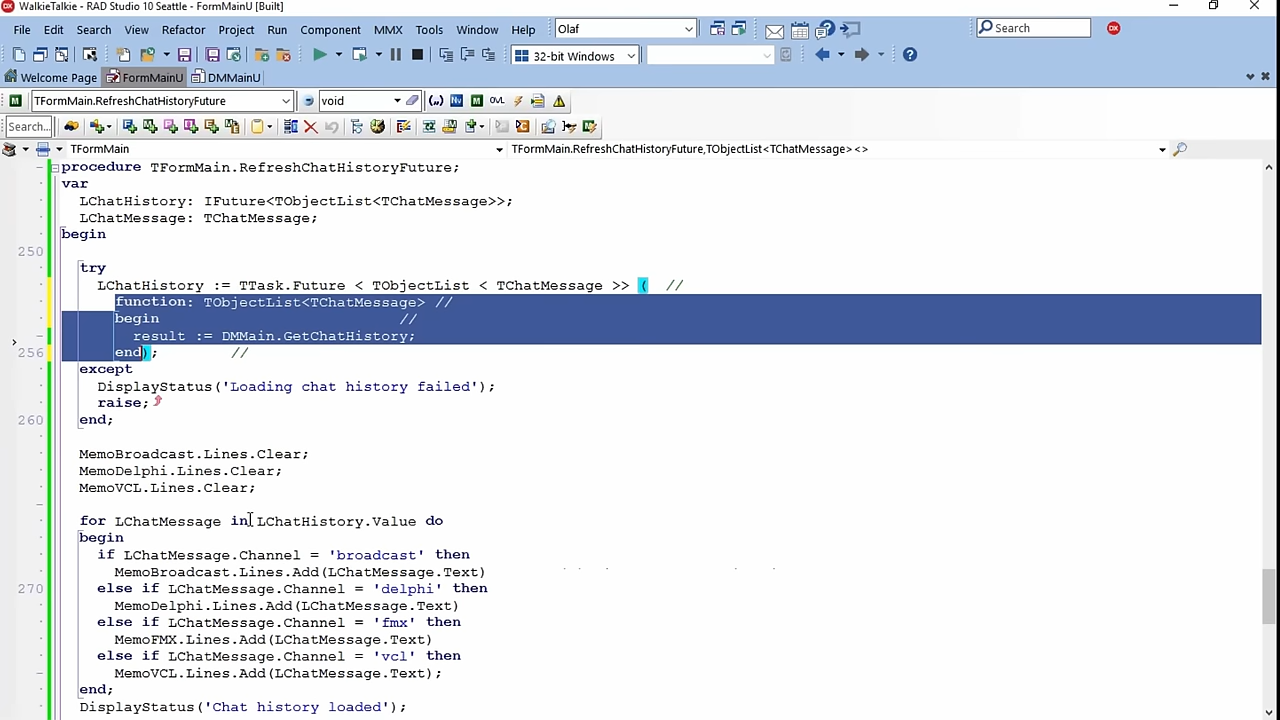 WalkieTalkie - RAD Studio 10 Seattle - FormMainU [Built]
File Edit Search View Refactor Project Run Component MMX Tools Window Help Olaf Search
32-bit Windows
Welcome Page FormMainU DMMainU
TFormMain.RefreshChatHistoryFuture void
Search...
TFormMain TFormMain.RefreshChatHistoryFuture,TObjectList<TChatMessage><>
procedure TFormMain.RefreshChatHistoryFuture;
var
LChatHistory: IFuture<TObjectList<TChatMessage>>;
LChatMessage: TChatMessage;
begin
250
try
LChatHistory := TTask.Future < TObjectList < TChatMessage >> ( //
function: TObjectList<TChatMessage> //
begin //
result := DMMain.GetChatHistory;
256 end); //
except
DisplayStatus('Loading chat history failed');
raise;
260 end;
MemoBroadcast.Lines.Clear;
MemoDelphi.Lines.Clear;
MemoVCL.Lines.Clear;
for LChatMessage in LChatHistory.Value do
begin
if LChatMessage.Channel = 'broadcast' then
MemoBroadcast.Lines.Add(LChatMessage.Text)
270 else if LChatMessage.Channel = 'delphi' then
MemoDelphi.Lines.Add(LChatMessage.Text)
else if LChatMessage.Channel = 'fmx' then
MemoFMX.Lines.Add(LChatMessage.Text)
else if LChatMessage.Channel = 'vcl' then
MemoVCL.Lines.Add(LChatMessage.Text);
end;
DisplayStatus('Chat history loaded');